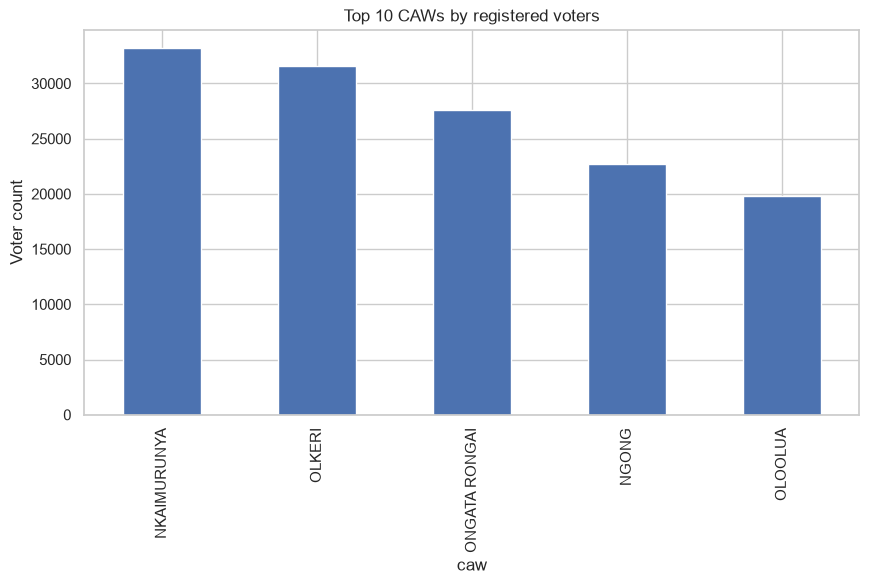 Top 10 CAWs by registered voters
Voter count
30000
25000
20000
15000
10000
5000
0
NKAIMURUNYA
OLKERI
ONGATA RONGAI
NGONG
OLOOLUA
caw